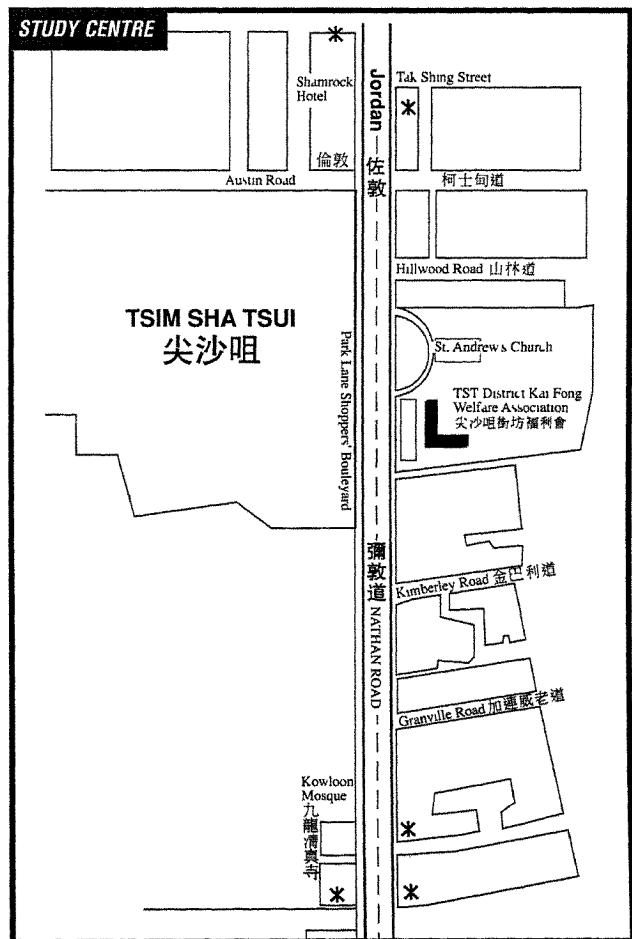 STUDY CENTRE
Shamrock
Hotel
倫敦
Austin Road
Jordan
佐敦
Tak Shing Street
柯士甸道
Hillwood Road 山林道
TSIM SHA TSUI
尖沙咀
Park Lane Shoppers' Bouleyard
St. Andrew's Church
TST District Kai Fong
Welfare Association
尖沙咀街坊福利會
彌敦道 NATHAN ROAD
Kimberley Road 金巴利道
Granville Road 加連威老道
Kowloon
Mosque
九龍清真寺